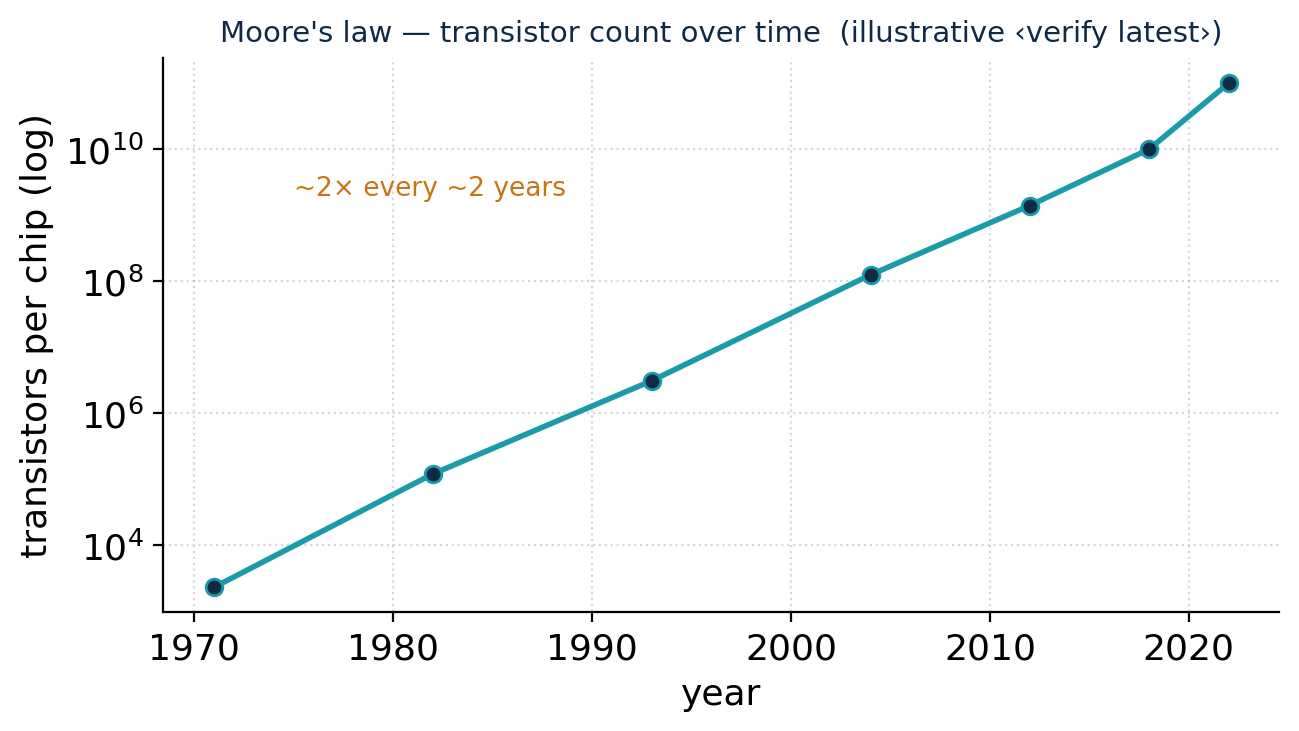 Moore's law — transistor count over time  (illustrative ‹verify latest›)
transistors per chip (log)
10¹⁰
~2× every ~2 years
10⁸
10⁶
10⁴
1970 1980 1990 2000 2010 2020
year